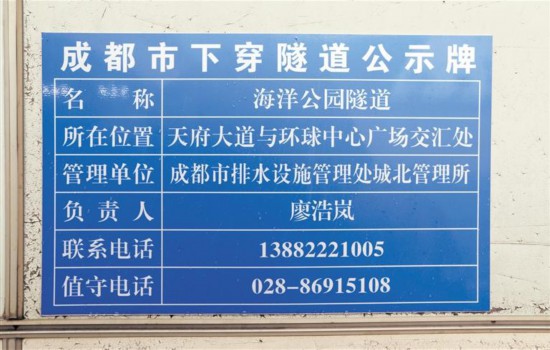 成都市下穿隧道公示牌
名 称 海洋公园隧道
所在位置 天府大道与环球中心广场交汇处
管理单位 成都市排水设施管理处城北管理所
负 责 人 廖浩岚
联系电话 13882221005
值守电话 028-86915108